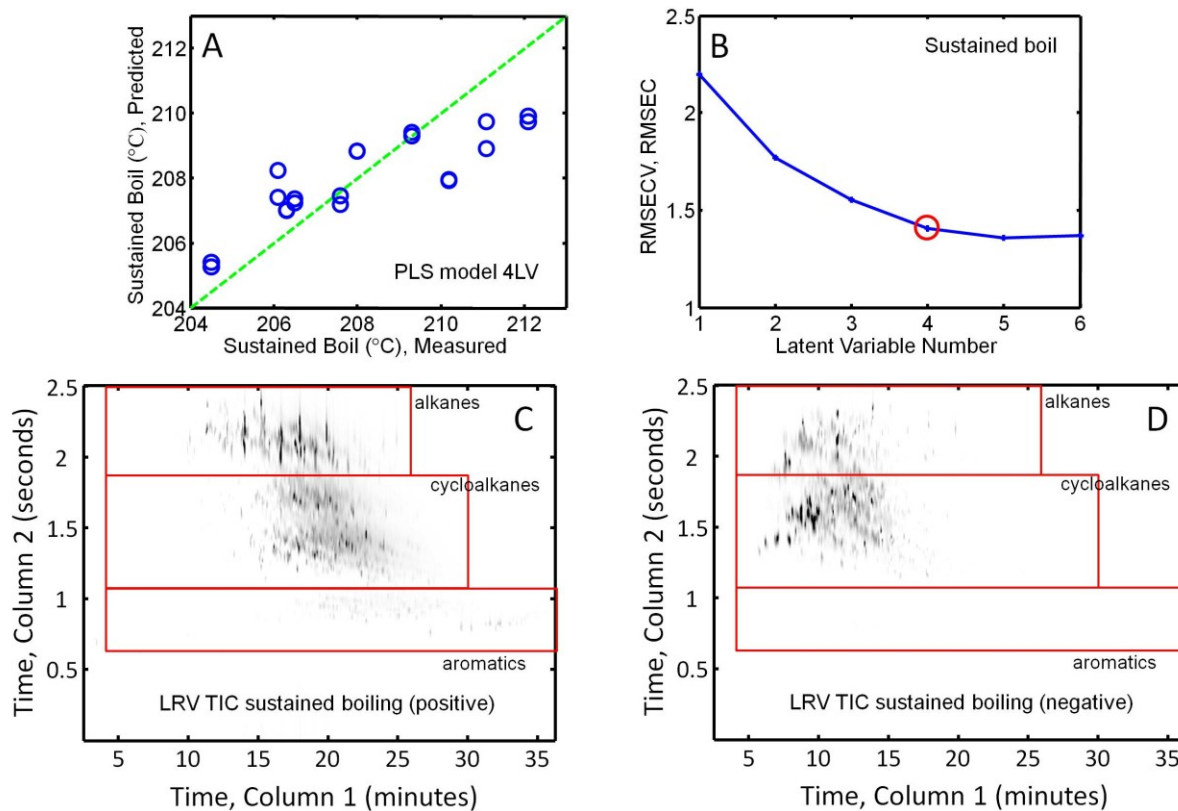 A
Sustained Boil (°C), Predicted
212
210
208
206
204
204 206 208 210 212
PLS model 4LV
Sustained Boil (°C), Measured
B
Sustained boil
RMSECV, RMSEC
2.5
2
1.5
1
1 2 3 4 5 6
Latent Variable Number
C
Time, Column 2 (seconds)
2.5
2
1.5
1
0.5
alkanes
cycloalkanes
aromatics
LRV TIC sustained boiling (positive)
5 10 15 20 25 30 35
Time, Column 1 (minutes)
D
Time, Column 2 (seconds)
2.5
2
1.5
1
0.5
alkanes
cycloalkanes
aromatics
LRV TIC sustained boiling (negative)
5 10 15 20 25 30 35
Time, Column 1 (minutes)